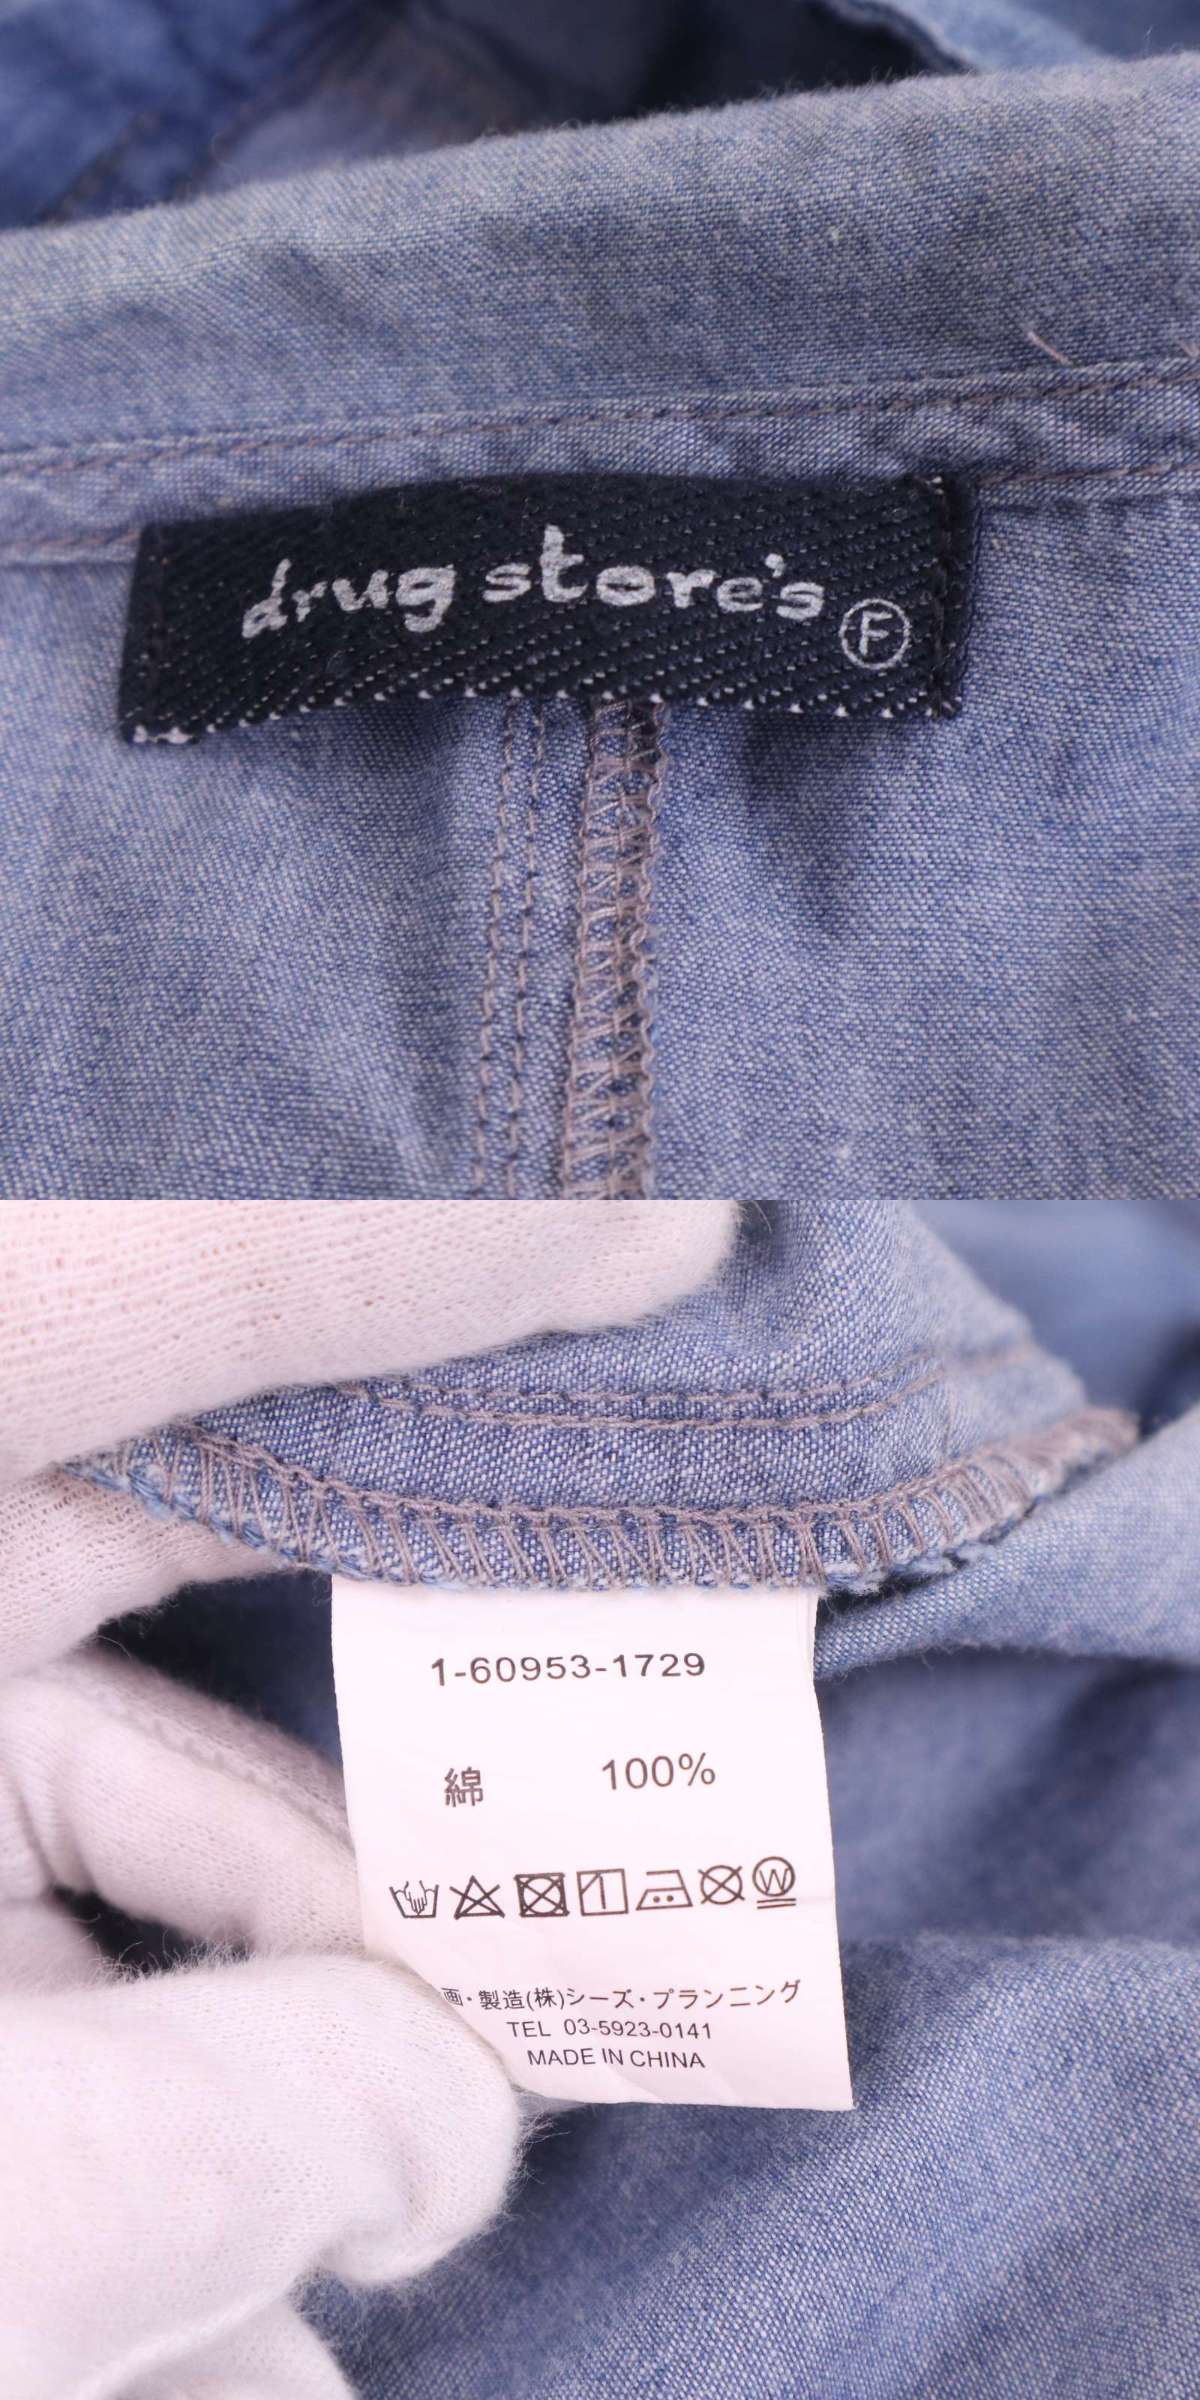 drug store's
F
1-60953-1729
綿 100%
W
画・製造(株)シーズ・プランニング
TEL 03-5923-0141
MADE IN CHINA